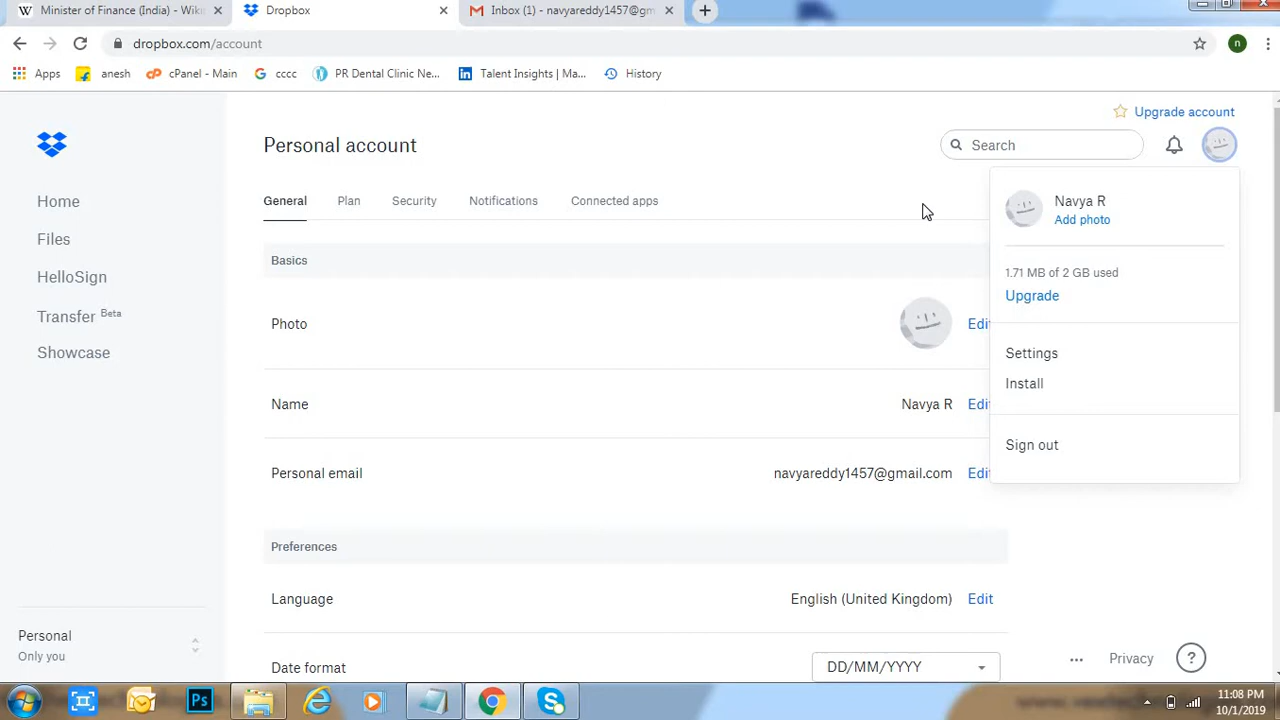 Minister of Finance (India) - Wiki
Dropbox
Inbox (1) - navyareddy1457@gm
dropbox.com/account
n
Apps
anesh
cPanel - Main
cccc
PR Dental Clinic Ne...
Talent Insights | Ma...
History
Upgrade account
Personal account
Search
General
Plan
Security
Notifications
Connected apps
Navya R
Add photo
1.71 MB of 2 GB used
Upgrade
Settings
Install
Sign out
Home
Files
HelloSign
Transfer Beta
Showcase
Basics
Photo
Edit
Name
Navya R
Edit
Personal email
navyareddy1457@gmail.com
Edit
Preferences
Language
English (United Kingdom)
Edit
Date format
DD/MM/YYYY
Personal
Only you
Privacy
?
Ps
11:08 PM
10/1/2019